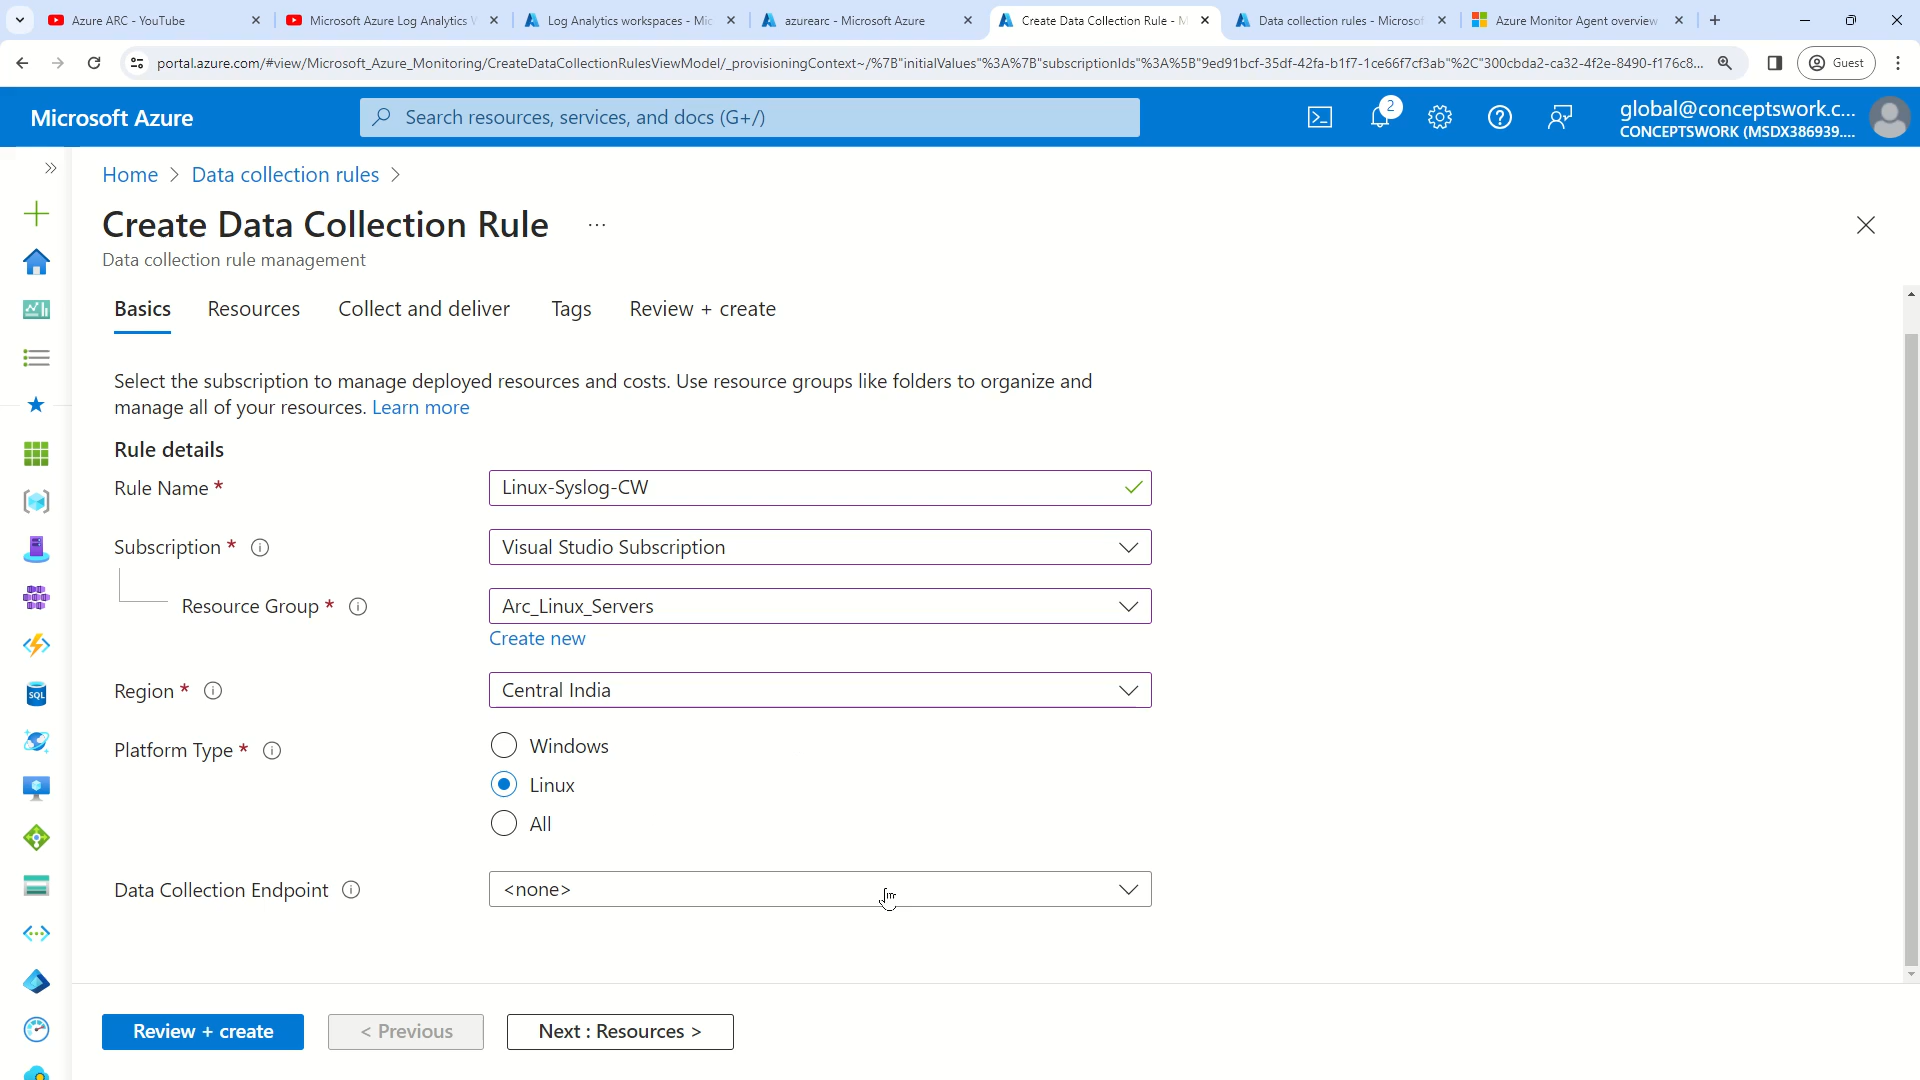 Azure ARC - YouTube
Microsoft Azure Log Analytics
Log Analytics workspaces - Mic
azurearc - Microsoft Azure
Create Data Collection Rule - M
Data collection rules - Microsof
Azure Monitor Agent overview
portal.azure.com/#view/Microsoft_Azure_Monitoring/CreateDataCollectionRulesViewModel/_provisioningContext~/%7B"initialValues"%3A%7B"subscriptionIds"%3A%5B"9ed91bcf-35df-42fa-b1f7-1ce66f7cf3ab"%2C"300cbda2-ca32-4f2e-8490-f176c8...
Guest
Microsoft Azure
Search resources, services, and docs (G+/)
2
global@conceptswork.c...
CONCEPTSWORK (MSDX386939....
Home > Data collection rules >
Create Data Collection Rule ...
Data collection rule management
Basics
Resources
Collect and deliver
Tags
Review + create
Select the subscription to manage deployed resources and costs. Use resource groups like folders to organize and
manage all of your resources. Learn more
Rule details
Rule Name *
Linux-Syslog-CW
Subscription *
Visual Studio Subscription
Resource Group *
Arc_Linux_Servers
Create new
Region *
Central India
Platform Type *
Windows
Linux
All
Data Collection Endpoint
<none>
SQL
Review + create
< Previous
Next : Resources >